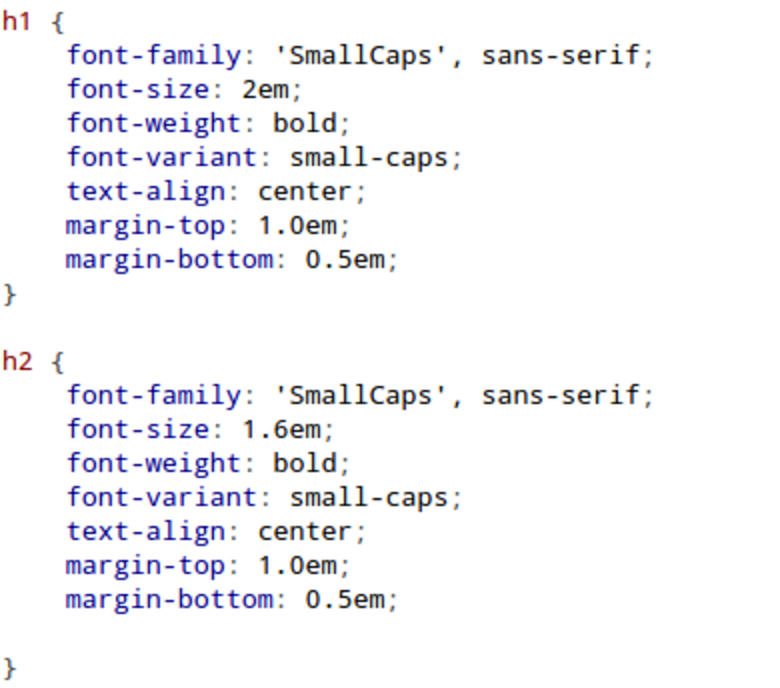 h1 {
    font-family: 'SmallCaps', sans-serif;
    font-size: 2em;
    font-weight: bold;
    font-variant: small-caps;
    text-align: center;
    margin-top: 1.0em;
    margin-bottom: 0.5em;
}

h2 {
    font-family: 'SmallCaps', sans-serif;
    font-size: 1.6em;
    font-weight: bold;
    font-variant: small-caps;
    text-align: center;
    margin-top: 1.0em;
    margin-bottom: 0.5em;

}